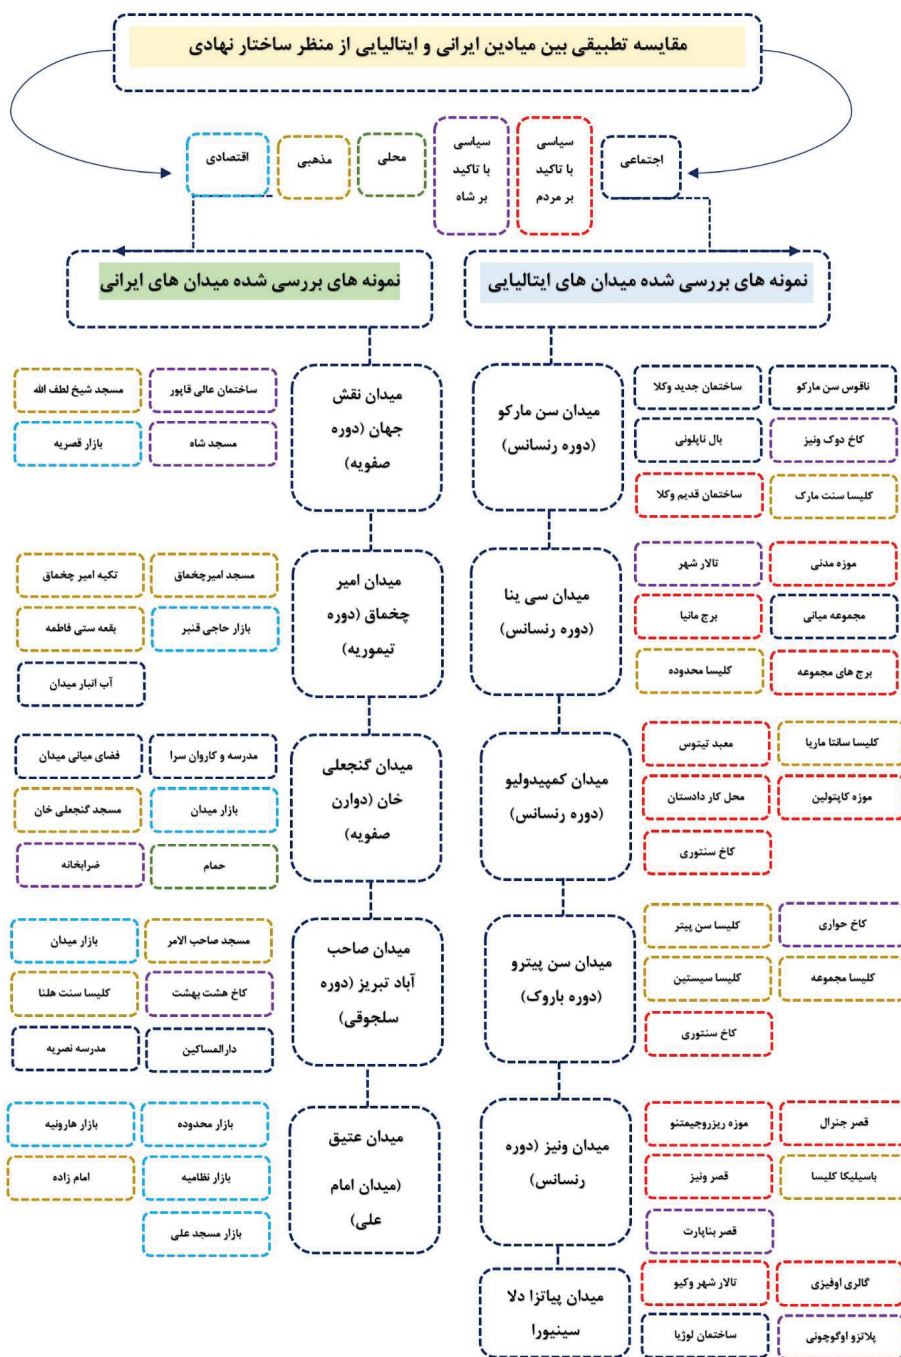 مقایسه تطبیقی بین میادین ایرانی و ایتالیایی از منظر ساختار نهادی
اجتماعی
سیاسی
با تاکید
بر مردم
سیاسی
با تاکید
بر شاه
محلی
مذهبی
اقتصادی
نمونه های بررسی شده میدان های ایتالیایی
نمونه های بررسی شده میدان های ایرانی
ناقوس سن مارکو
ساختمان جدید وکلا
کاخ دوک ونیز
بال ناپلونی
کلیسا سنت مارک
ساختمان قدیم وکلا
میدان سن مارکو
(دوره رنسانس)
میدان نقش
جهان (دوره
صفویه)
ساختمان عالی قاپور
مسجد شیخ لطف الله
مسجد شاه
بازار قصریه
موزه مدنی
تالار شهر
مجموعه میانی
برج مانیا
برج های مجموعه
کلیسا محدوده
میدان سی ینا
(دوره رنسانس)
میدان امیر
چخماق (دوره
تیموریه)
مسجد امیرچخماق
تکیه امیر چخماق
بازار حاجی قنبر
بقعه ستی فاطمه
آب انبار میدان
کلیسا سانتا ماریا
معبد تیتوس
موزه کاپتولین
محل کار دادستان
کاخ سنتوری
میدان کمپیدولیو
(دوره رنسانس)
میدان گنجعلی
خان (دوارن
صفویه)
مدرسه و کاروان سرا
فضای میانی میدان
بازار میدان
مسجد گنجعلی خان
حمام
ضرابخانه
کاخ حواری
کلیسا سن پیتر
کلیسا مجموعه
کلیسا سیستین
کاخ سنتوری
میدان سن پیترو
(دوره باروک)
میدان صاحب
آباد تبریز (دوره
سلجوقی)
مسجد صاحب الامر
بازار میدان
کاخ هشت بهشت
کلیسا سنت هلنا
دارالمساکین
مدرسه نصریه
قصر جنرال
موزه ریزروجیمتنو
باسیلیکا کلیسا
قصر ونیز
قصر بناپارت
میدان ونیز (دوره
رنسانس)
میدان عتیق
(میدان امام
علی)
بازار محدوده
بازار هارونیه
بازار نظامیه
امام زاده
بازار مسجد علی
گالری اوفیزی
تالار شهر وکیو
پلاتزو اوگوچونی
ساختمان لوژیا
میدان پیاتزا دلا
سینیورا